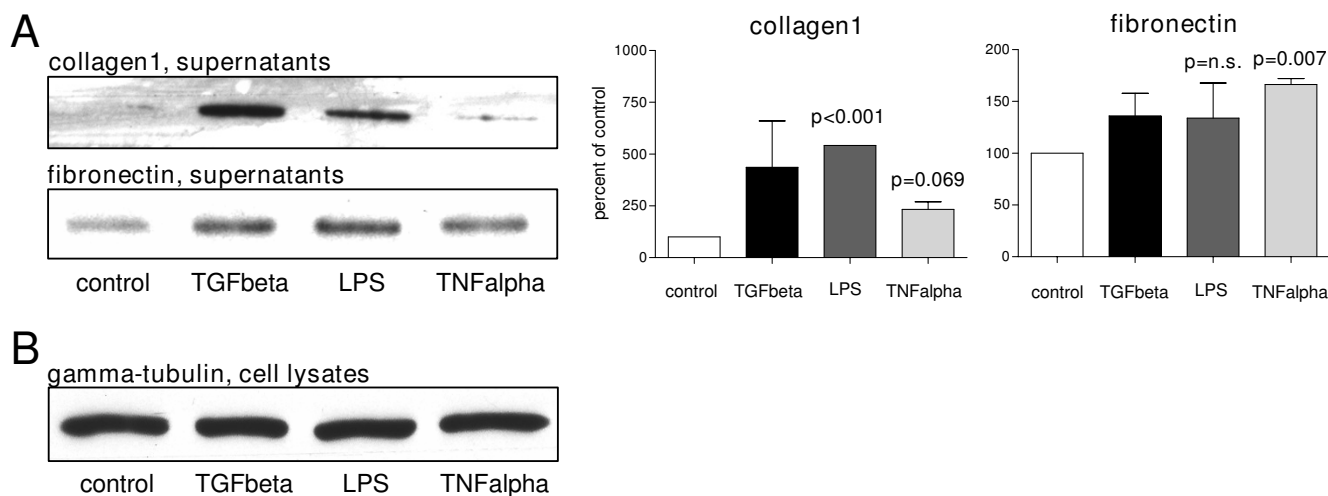 A
collagen1, supernatants
fibronectin, supernatants
control TGFbeta LPS TNFalpha
collagen1
percent of control
1000
750
500
250
0
p<0.001
p=0.069
control TGFbeta LPS TNFalpha
fibronectin
200
150
100
50
0
p=n.s. p=0.007
control TGFbeta LPS TNFalpha
B
gamma-tubulin, cell lysates
control TGFbeta LPS TNFalpha